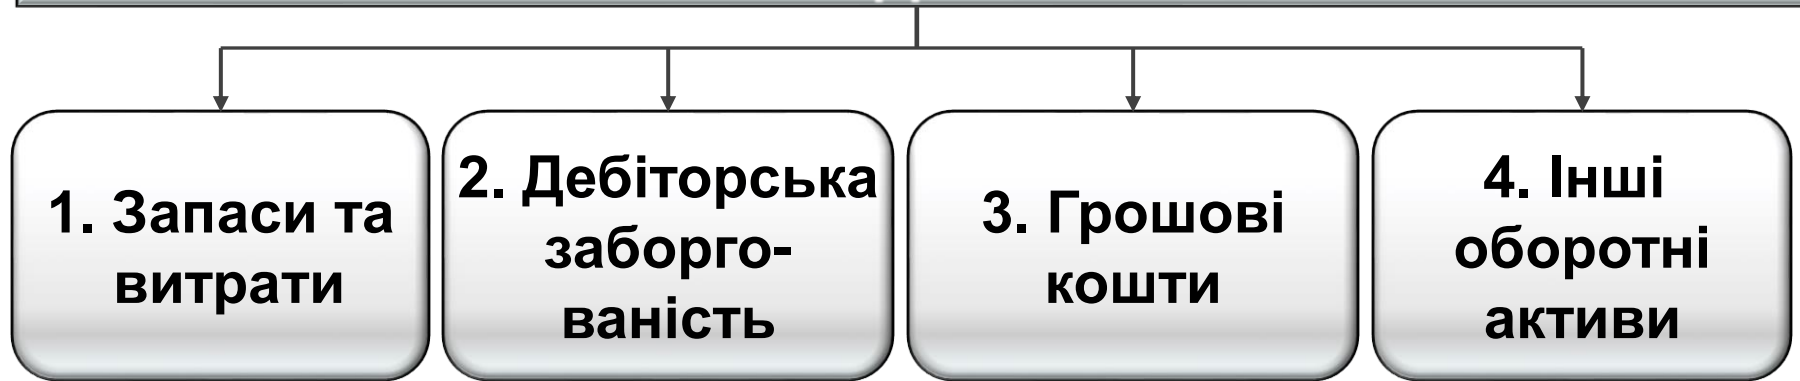 1. Запаси та
витрати
2. Дебіторська
заборго-
ваність
3. Грошові
кошти
4. Інші
оборотні
активи